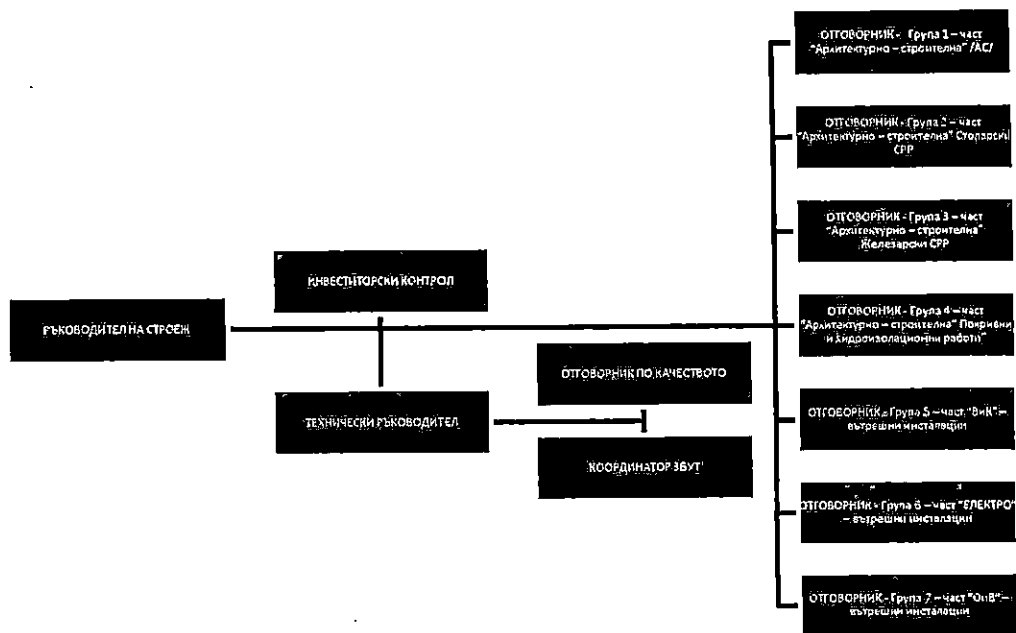 РЪКОВОДИТЕЛ НА СТРОЕЖ
ИНВЕСТИТОРСКИ КОНТРОЛ
ТЕХНИЧЕСКИ РЪКОВОДИТЕЛ
ОТГОВОРНИК ПО КАЧЕСТВОТО
КООРДИНАТОР ЗБУТ
ОТГОВОРНИК - Група 1 – част
"Архитектурно – строителна" /АС/
ОТГОВОРНИК - Група 2 – част
"Архитектурно – строителна" Столарски
СРР
ОТГОВОРНИК - Група 3 – част
"Архитектурно – строителна"
Железарски СРР
ОТГОВОРНИК - Група 4 – част
"Архитектурно – строителна" Покривни
и хидроизолационни работи"
ОТГОВОРНИК - Група 5 – част "ВиК" –
вътрешни инсталации
ОТГОВОРНИК - Група 6 – част "ЕЛЕКТРО"
– вътрешни инсталации
ОТГОВОРНИК - Група 7 – част "ОиВ" –
вътрешни инсталации